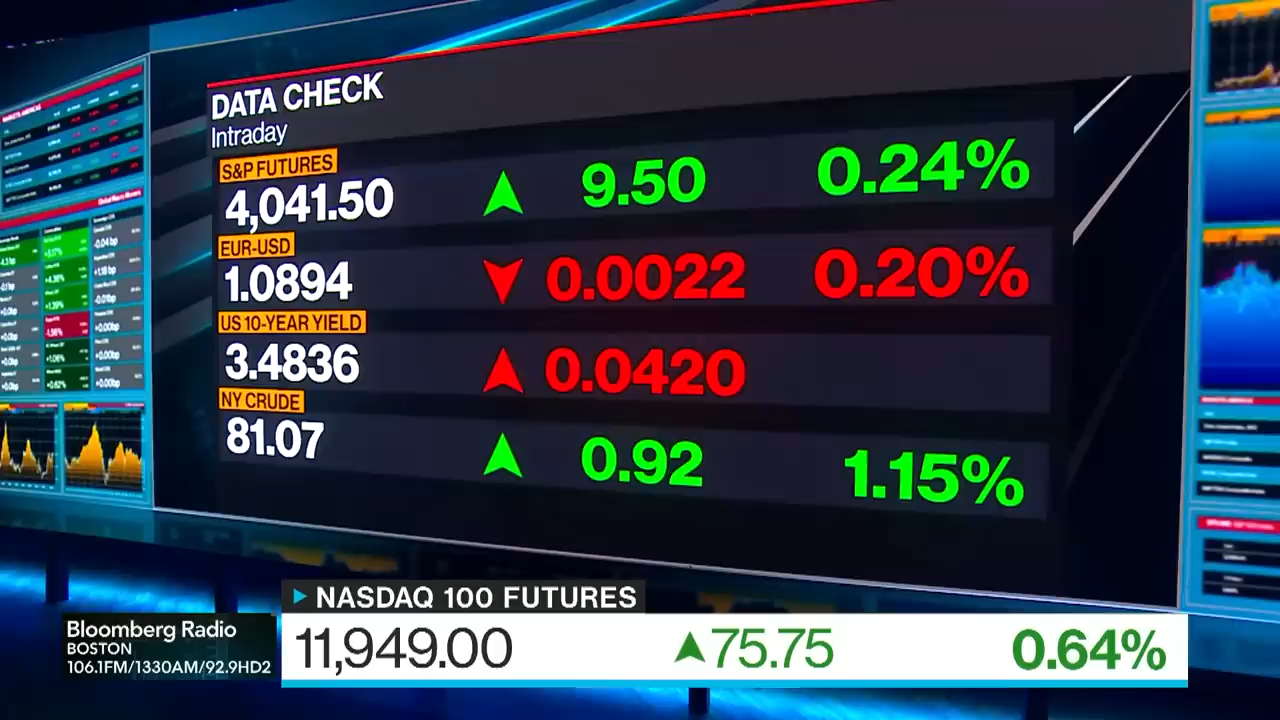 DATA CHECK
Intraday
S&P FUTURES
4,041.50 ▲ 9.50 0.24%
EUR-USD
1.0894 ▼ 0.0022 0.20%
US 10-YEAR YIELD
3.4836 ▲ 0.0420
NY CRUDE
81.07 ▲ 0.92 1.15%
NASDAQ 100 FUTURES
11,949.00 ▲75.75 0.64%
Bloomberg Radio
BOSTON
106.1FM/1330AM/92.9HD2